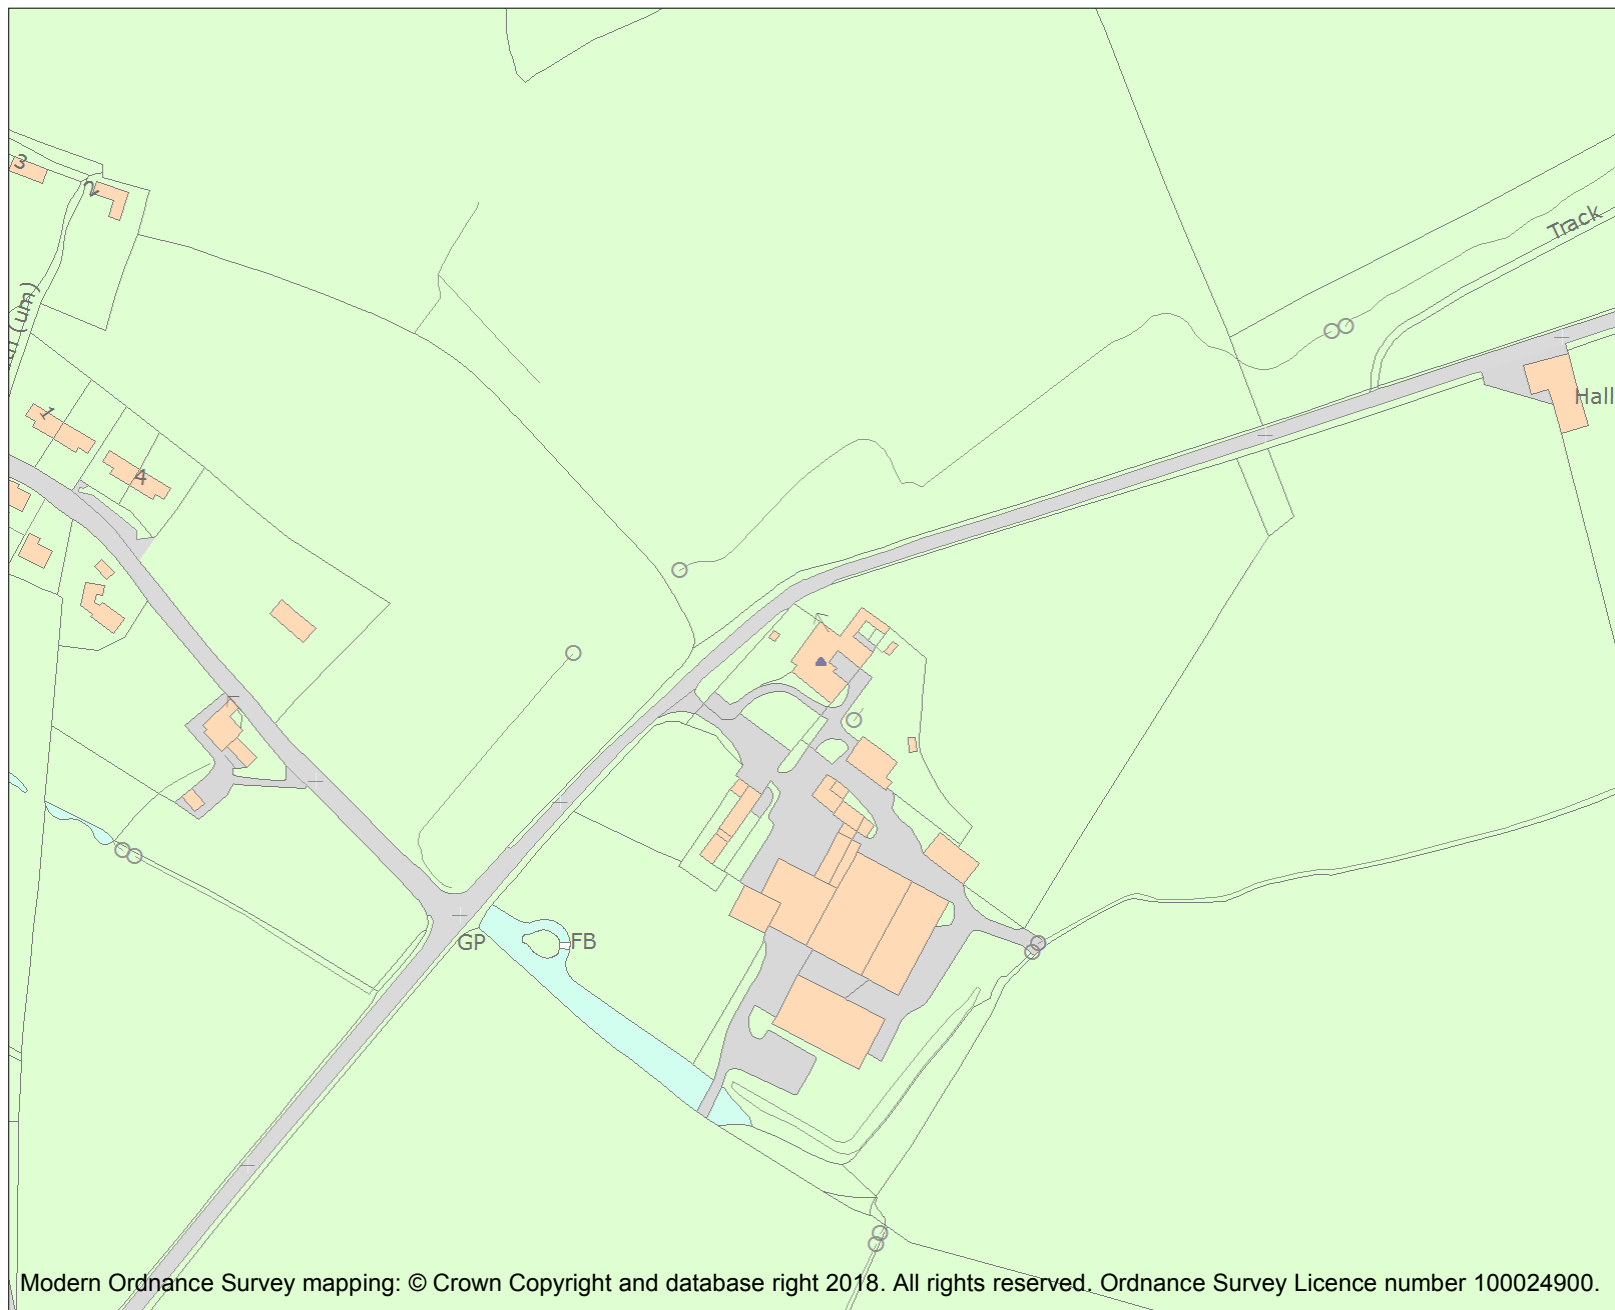 3
2
Track
(um)
Hall
1
4
GP
FB
Modern Ordnance Survey mapping: © Crown Copyright and database right 2018. All rights reserved. Ordnance Survey Licence number 100024900.